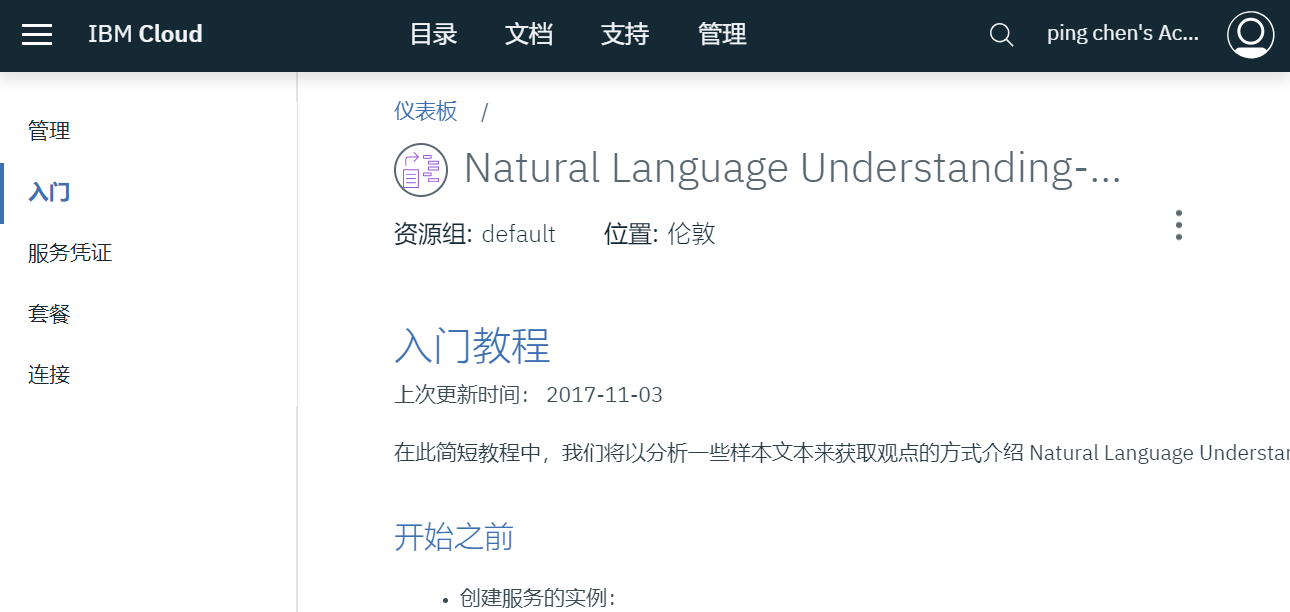 IBM Cloud 目录 文档 支持 管理 ping chen's Ac...
管理
入门
服务凭证
套餐
连接
仪表板 /
Natural Language Understanding-...
资源组: default 位置: 伦敦
入门教程
上次更新时间： 2017-11-03
在此简短教程中，我们将以分析一些样本文本来获取观点的方式介绍 Natural Language
开始之前
• 创建服务的实例：